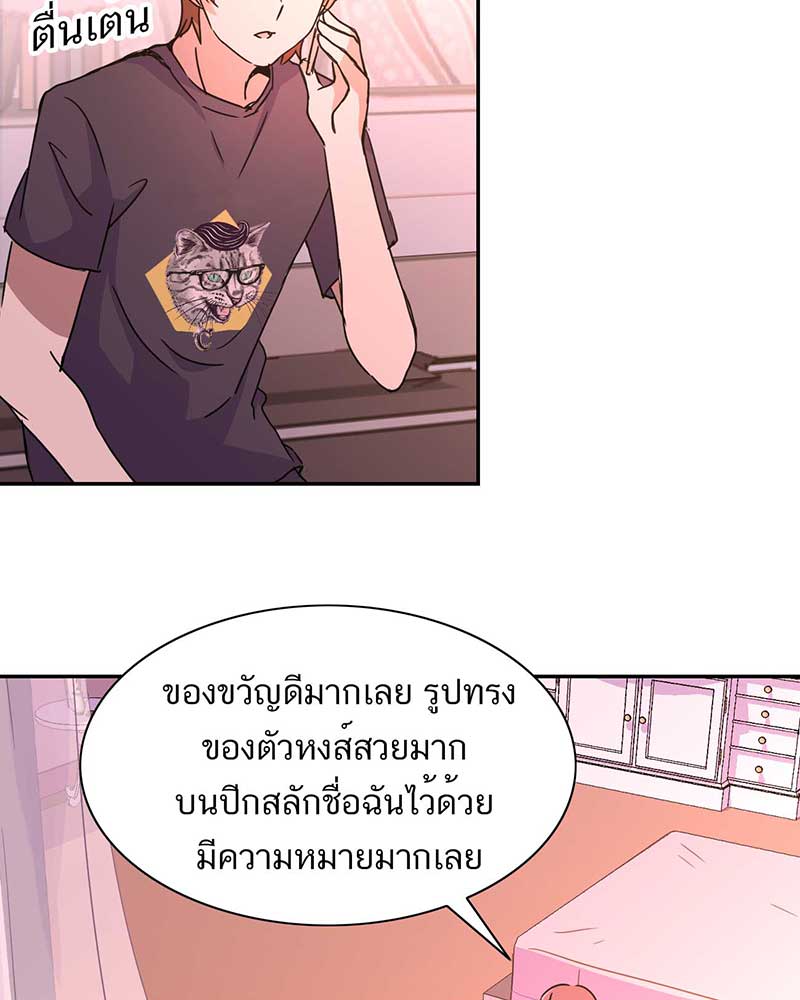 ตื่นเตน
ของขวัญดีมากเลย รูปทรง
ของตัวหงส์สวยมาก
บนปีกสลักชื่อฉันไว้ด้วย
มีความหมายมากเลย